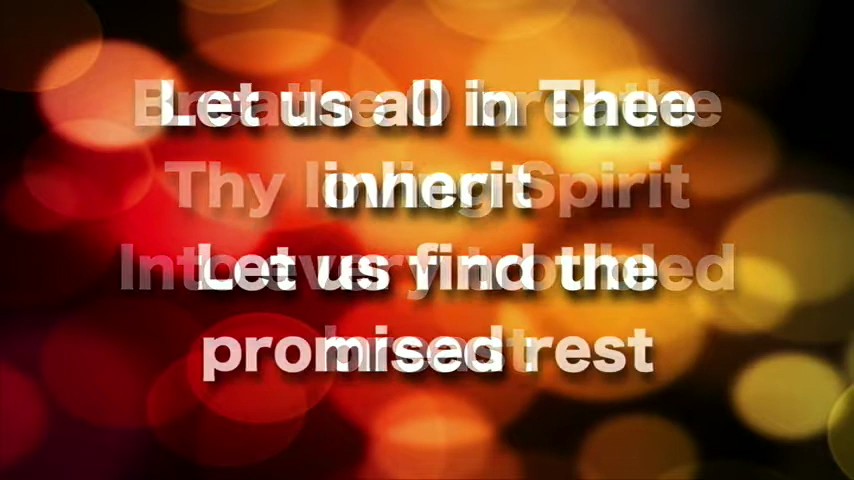 Let us all in Thee
inherit
Let us find the
promised rest
Breathe O breathe
Thy loving Spirit
Into every troubled
breast